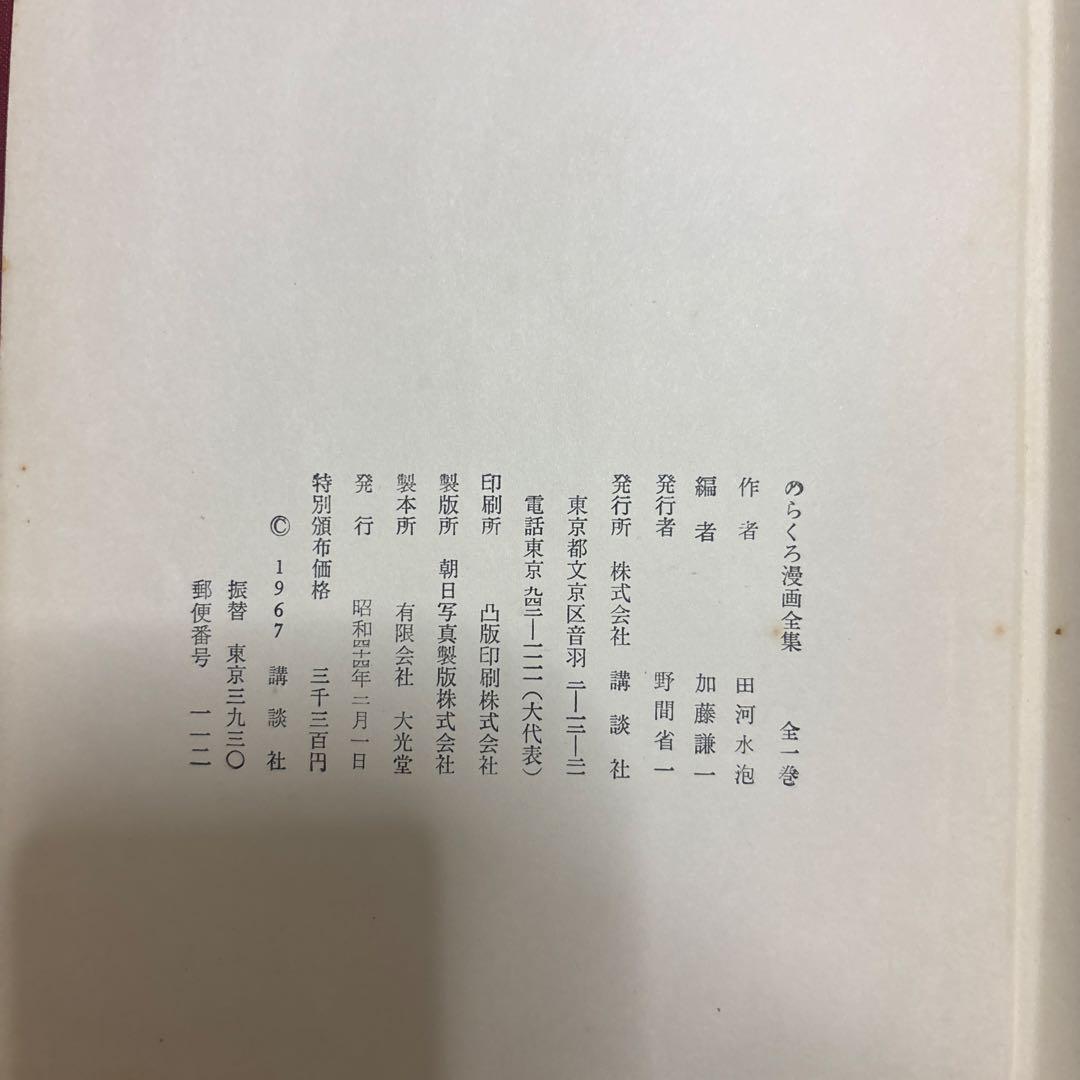 のらくろ漫画全集　全一巻
作者　田河水泡
編者　加藤謙一
発行者　野間省一
発行所　株式会社　講談社
東京都文京区音羽 二―一二―二一
電話東京 九四二―一一一一(大代表)
印刷所　凸版印刷株式会社
製版所　朝日写真製版株式会社
製本所　有限会社　大光堂
発行　昭和四十四年二月一日
特別頒布価格　三千三百円
© 1967 講談社
振替　東京三九三〇
郵便番号　一一二